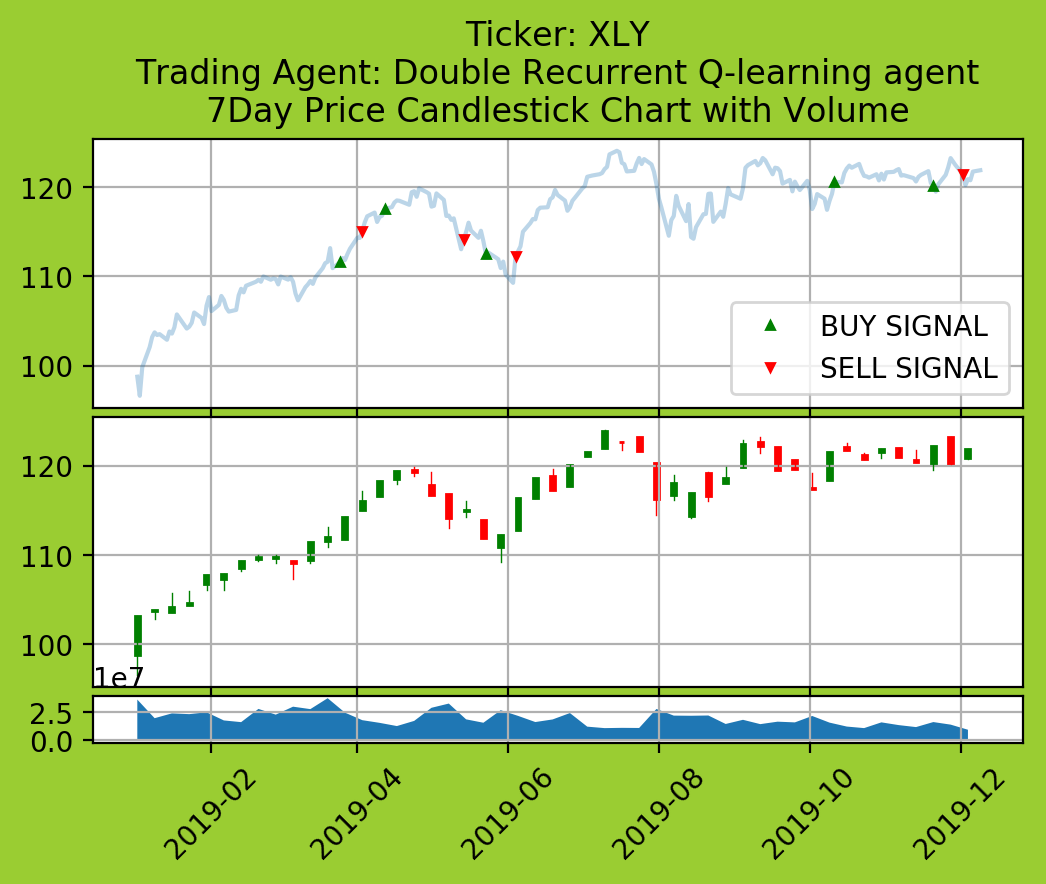 Ticker: XLY
Trading Agent: Double Recurrent Q-learning agent
7Day Price Candlestick Chart with Volume
120
110
100
BUY SIGNAL
SELL SIGNAL
120
110
100
1e7
2.5
0.0
2019-02
2019-04
2019-06
2019-08
2019-10
2019-12